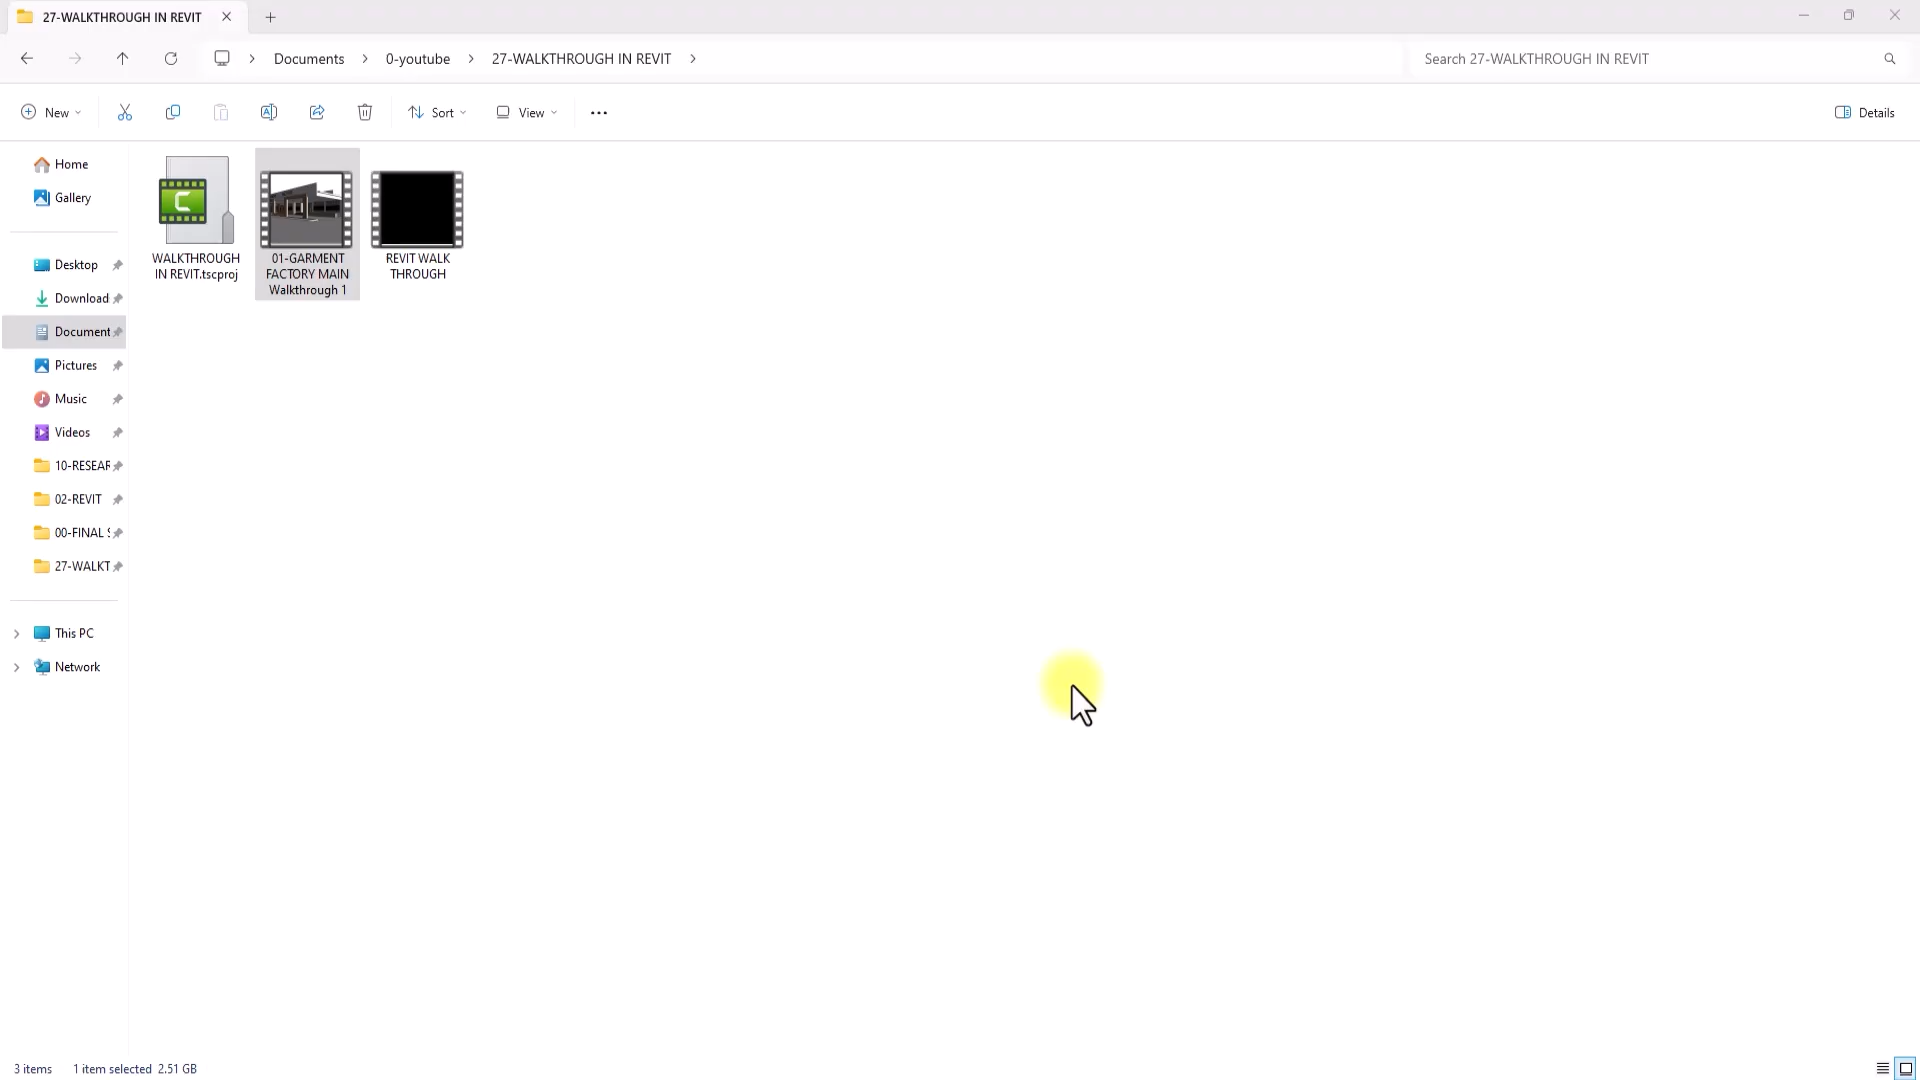 27-WALKTHROUGH IN REVIT
Documents 0-youtube 27-WALKTHROUGH IN REVIT
Search 27-WALKTHROUGH IN REVIT
New Sort View Details
Home
Gallery
Desktop
Download
Document
Pictures
Music
Videos
10-RESEAR
02-REVIT
00-FINAL
27-WALKT
This PC
Network
WALKTHROUGH
IN REVIT.tscproj
01-GARMENT
FACTORY MAIN
Walkthrough 1
REVIT WALK
THROUGH
3 items 1 item selected 2.51 GB